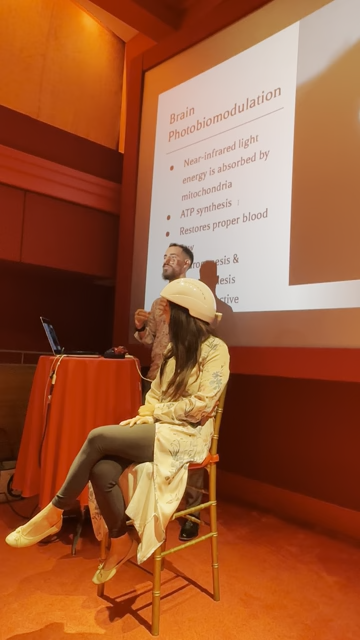 Brain
Photobiomodulation
• Near-infrared light
energy is absorbed by
mitochondria
• ATP synthesis
• Restores proper blood